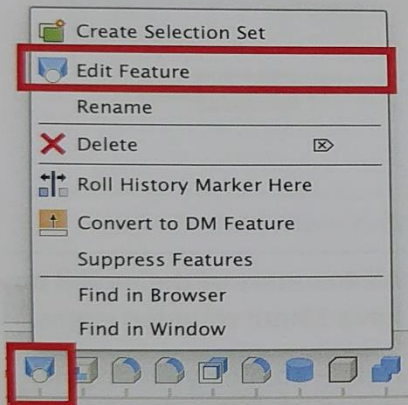 Create Selection Set
Edit Feature
Rename
Delete
Roll History Marker Here
Convert to DM Feature
Suppress Features
Find in Browser
Find in Window